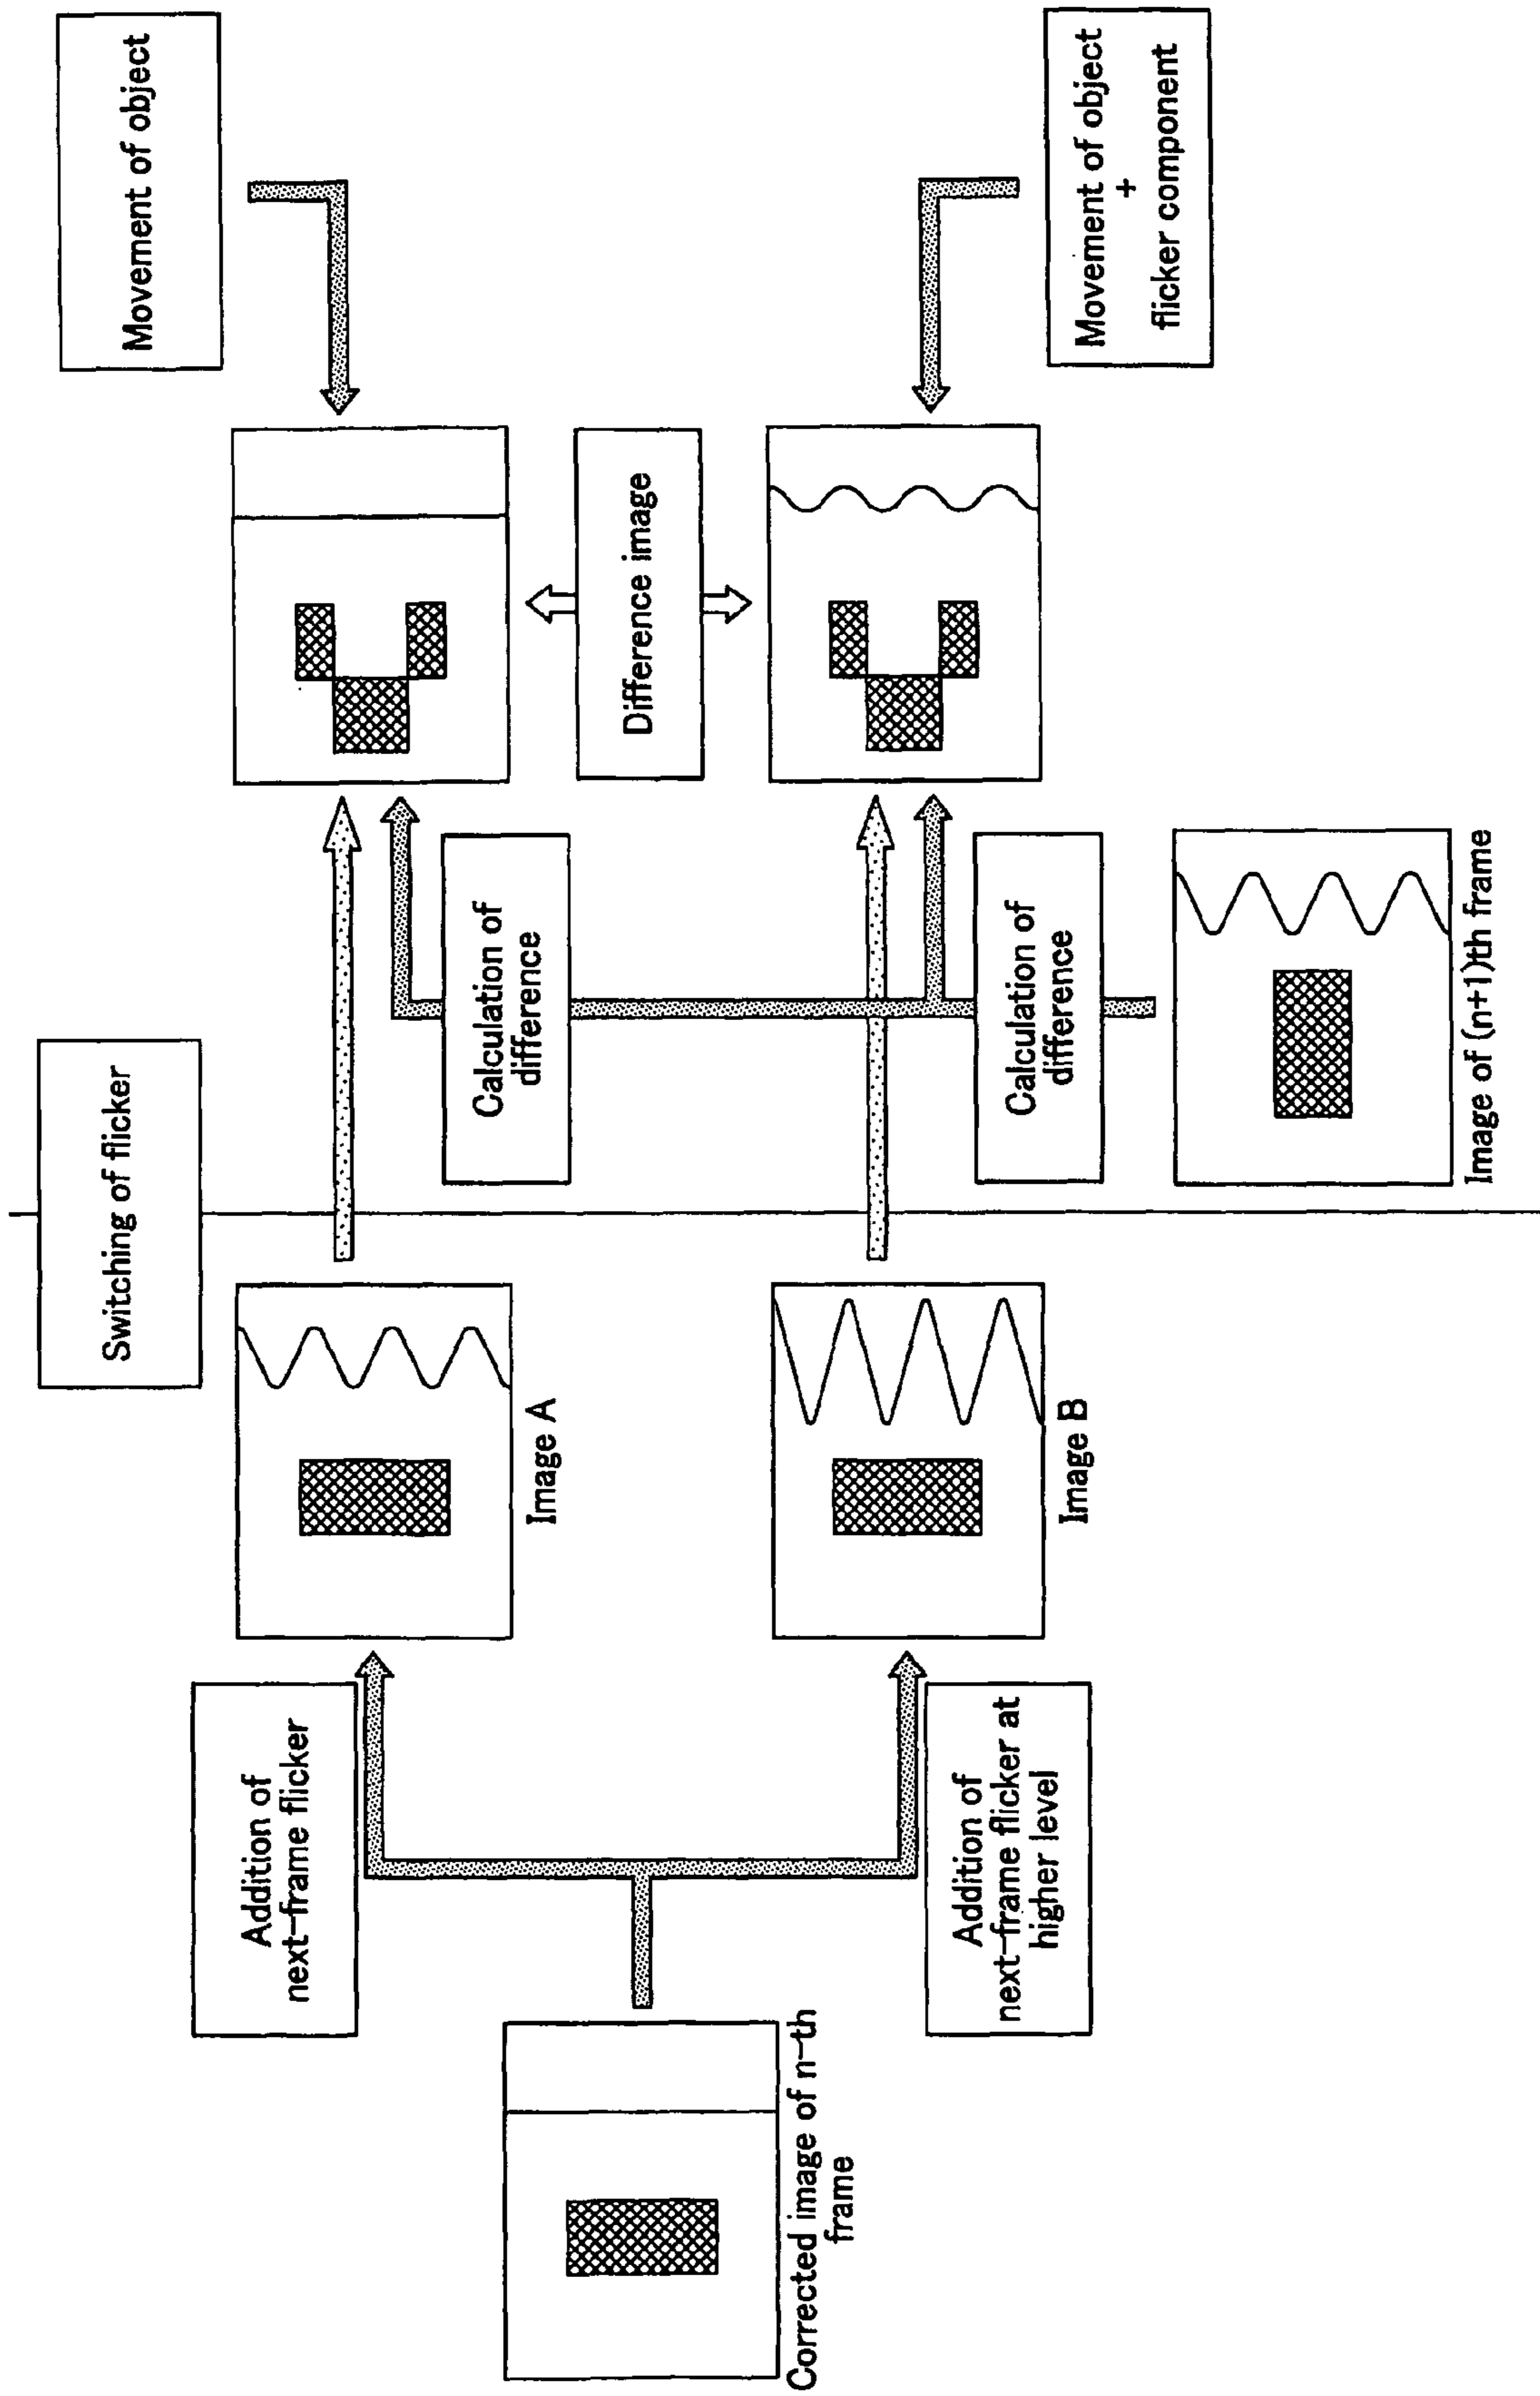 Corrected image of n-th
frame
Addition of
next-frame flicker
Addition of
next-frame flicker at
higher level
Image A
Image B
Switching of flicker
Calculation of
difference
Calculation of
difference
Image of (n+1)th frame
Difference image
Movement of object
Movement of object
+
flicker component